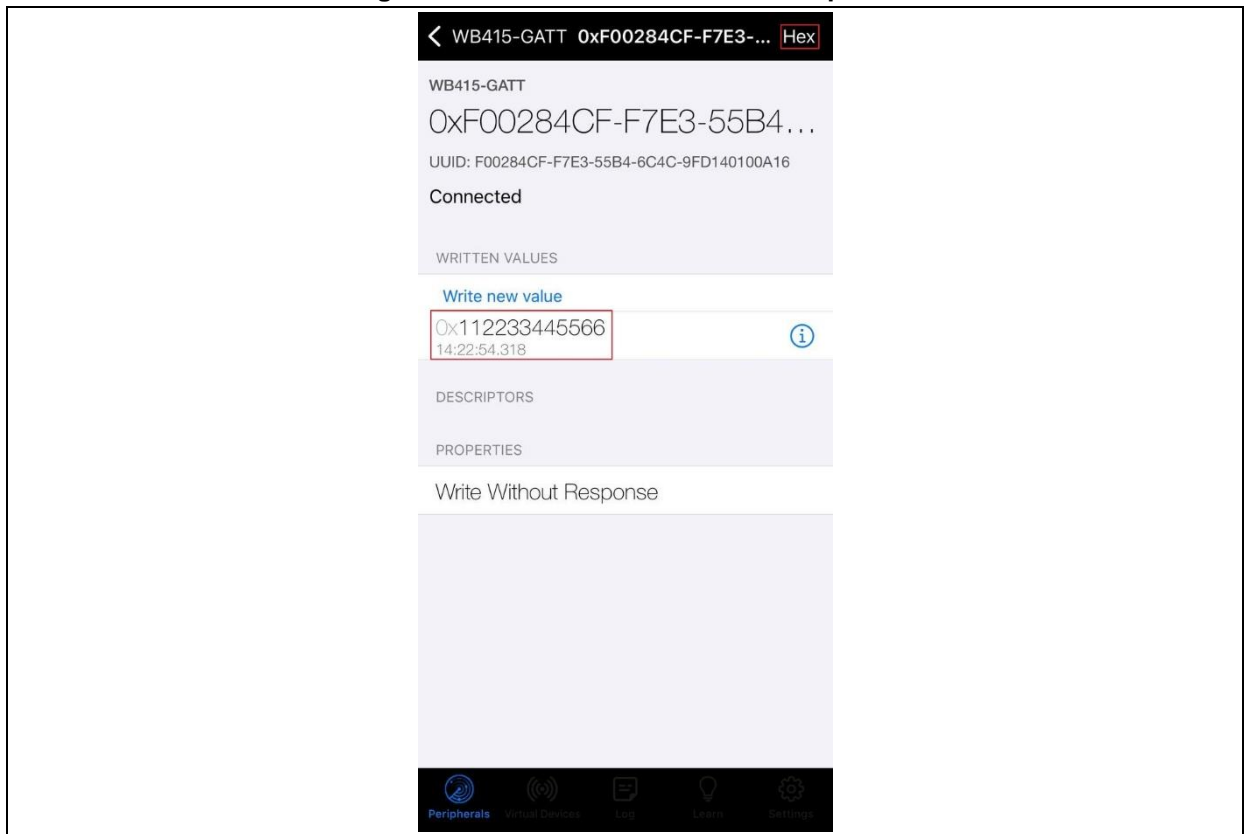 WB415-GATT 0xF00284CF-F7E3-... Hex
WB415-GATT
0xF00284CF-F7E3-55B4...
UUID: F00284CF-F7E3-55B4-6C4C-9FD140100A16
Connected
WRITTEN VALUES
Write new value
0x112233445566
14:22:54.318
DESCRIPTORS
PROPERTIES
Write Without Response
Peripherals Virtual Devices Log Learn Settings